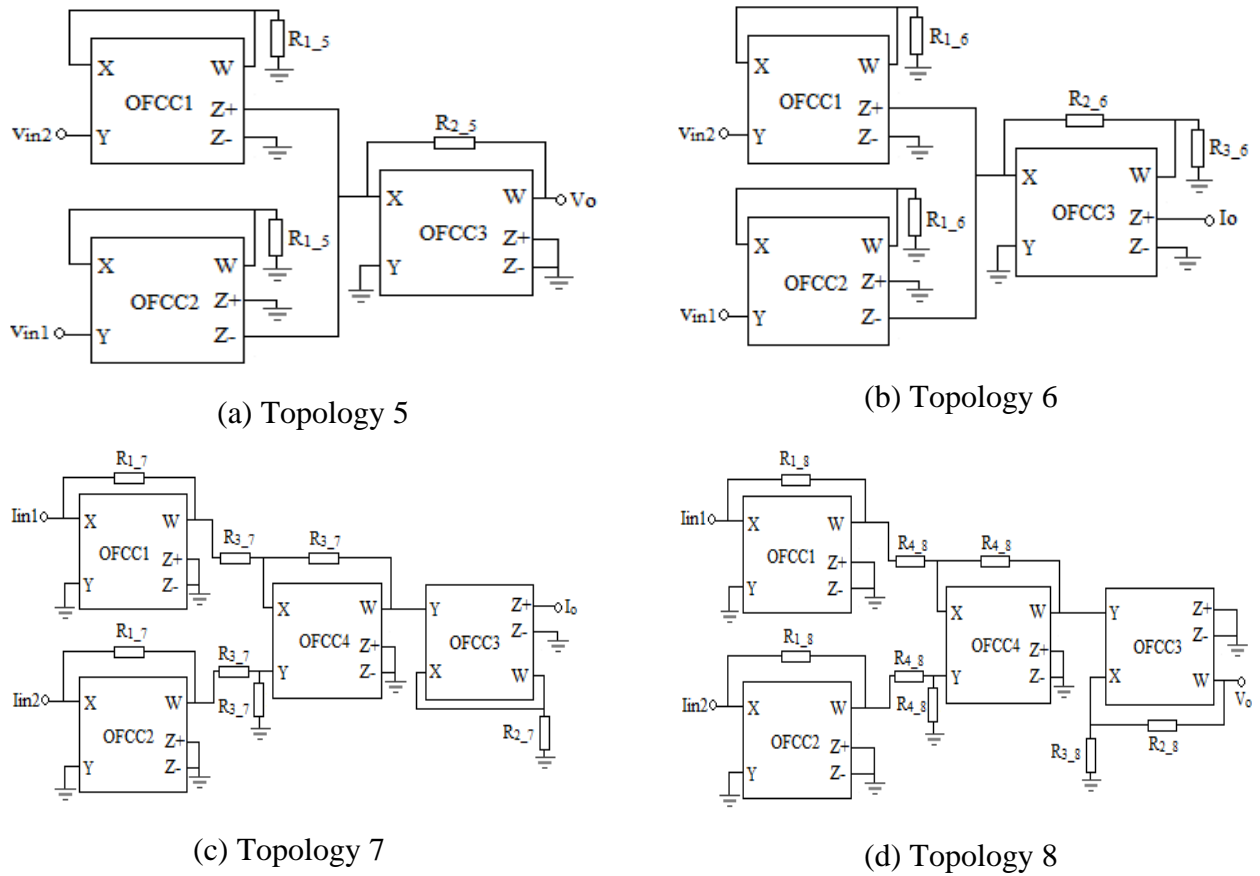 R1_5
X W
OFCC1
Z+
Vin2 Y Z-
R2_5
R1_5
X W
OFCC2
Z+
Vin1 Y Z-
X W Vo
OFCC3
Z+
Y Z-
(a) Topology 5
R1_6
X W
OFCC1
Z+
Vin2 Y Z-
R2_6
R3_6
R1_6
X W
OFCC2
Z+
Vin1 Y Z-
X W
OFCC3
Z+ Io
Y Z-
(b) Topology 6
R1_7
Iin1 X W
OFCC1
Z+
Y Z-
R3_7 R3_7
R1_7
Iin2 X W
OFCC2
Z+
Y Z-
R3_7
R3_7
X W
OFCC4
Z+
Y Z-
Y Z+ Io
OFCC3
Z-
X W
R2_7
(c) Topology 7
R1_8
Iin1 X W
OFCC1
Z+
Y Z-
R4_8 R4_8
R1_8
Iin2 X W
OFCC2
Z+
Y Z-
R4_8
R4_8
X W
OFCC4
Z+
Y Z-
Y Z+
OFCC3
Z-
X W
Vo
R3_8 R2_8
(d) Topology 8